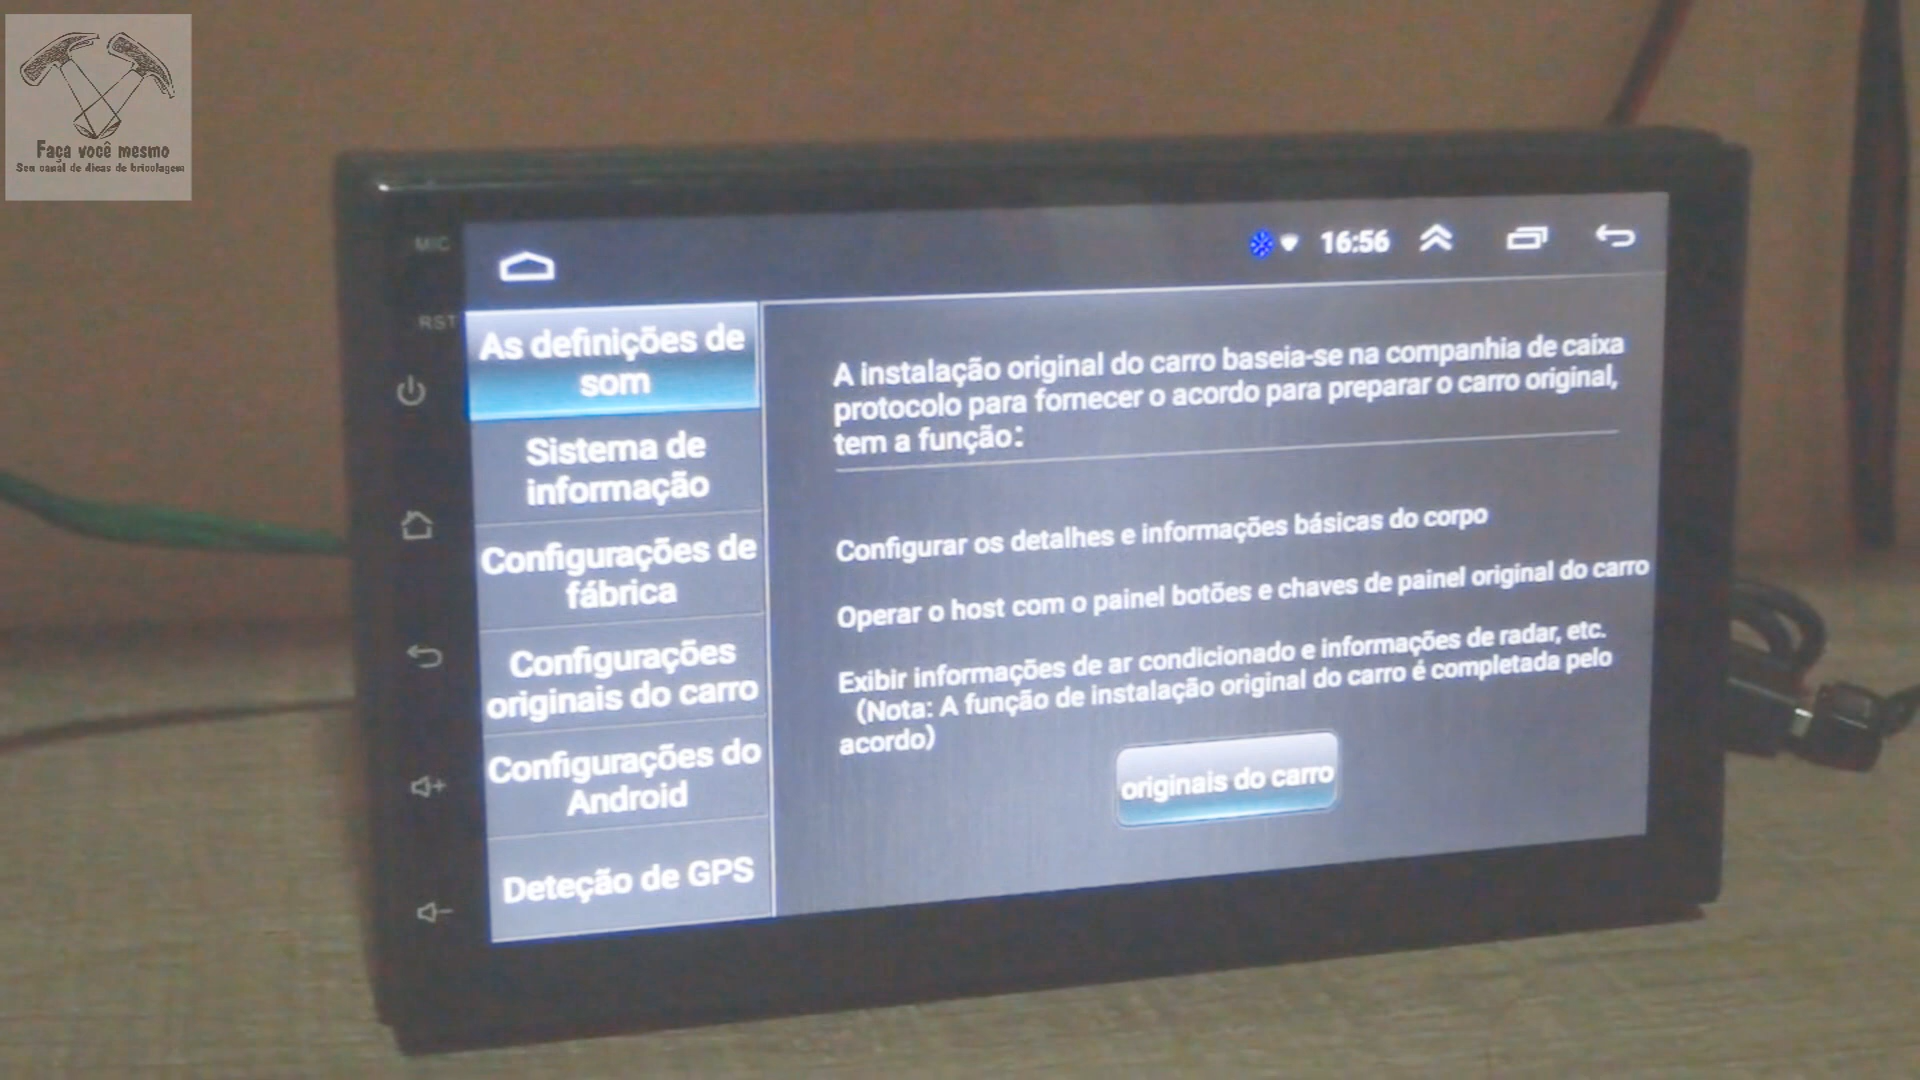 Faça você mesmo
Seu canal de dicas de bricolagem
MIC
RST
16:56
As definições de
som
Sistema de
informação
Configurações de
fábrica
Configurações
originais do carro
Configurações do
Android
Deteção de GPS
A instalação original do carro baseia-se na companhia de caixa
protocolo para fornecer o acordo para preparar o carro original,
tem a função:
Configurar os detalhes e informações básicas do corpo
Operar o host com o painel botões e chaves de painel original do carro
Exibir informações de ar condicionado e informações de radar, etc.
(Nota: A função de instalação original do carro é completada pelo
acordo)
originais do carro